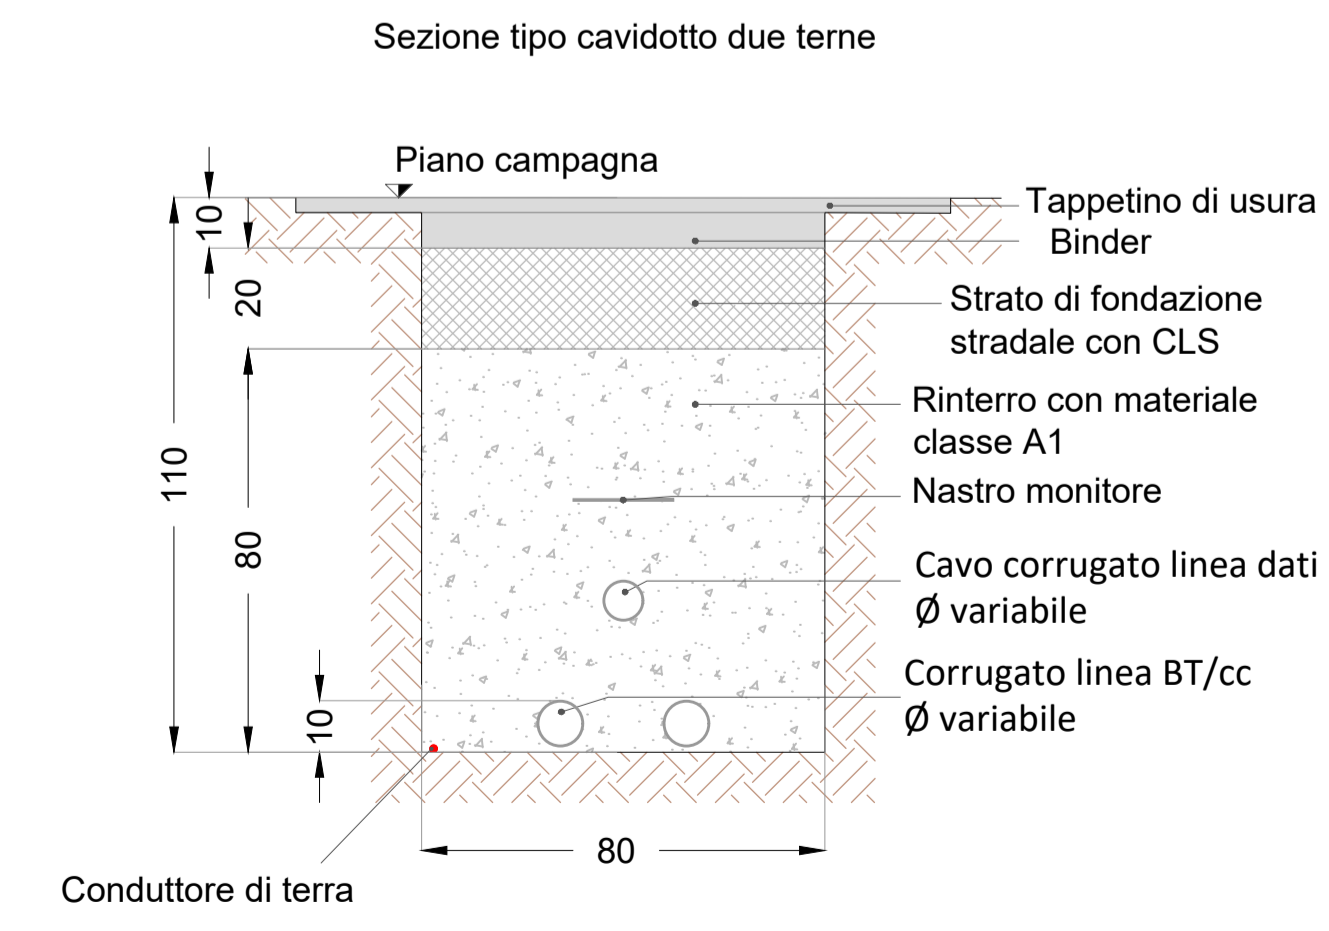 Sezione tipo cavidotto due terne
Piano campagna
Tappetino di usura
Binder
Strato di fondazione
stradale con CLS
Rinterro con materiale
classe A1
Nastro monitore
Cavo corrugato linea dati
Ø variabile
Corrugato linea BT/cc
Ø variabile
10
20
110
80
10
80
Conduttore di terra